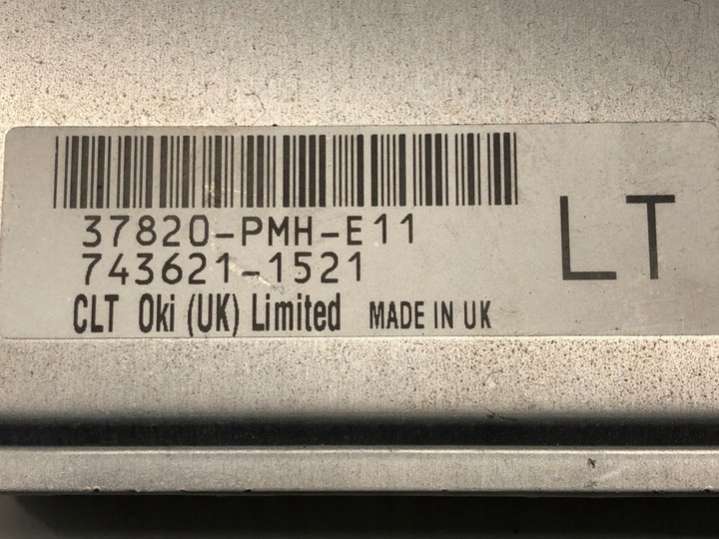 37820-PMH-E11
743621-1521
CLT Oki (UK) Limited MADE IN UK
LT